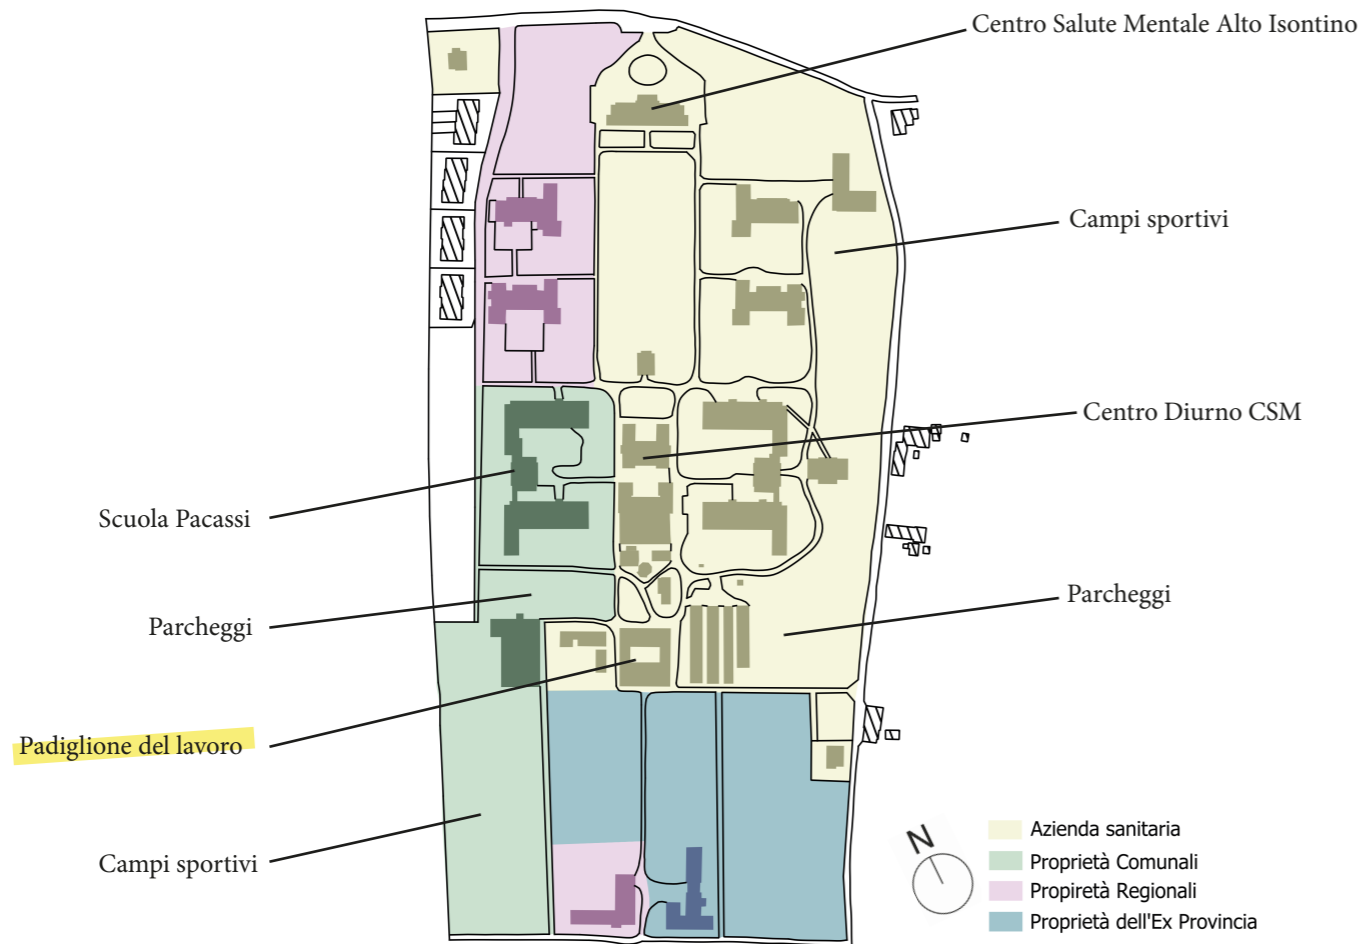 Centro Salute Mentale Alto Isontino
Campi sportivi
Centro Diurno CSM
Scuola Pacassi
Parcheggi
Parcheggi
Padiglione del lavoro
Campi sportivi
N
Azienda sanitaria
Proprietà Comunali
Propiretà Regionali
Proprietà dell'Ex Provincia